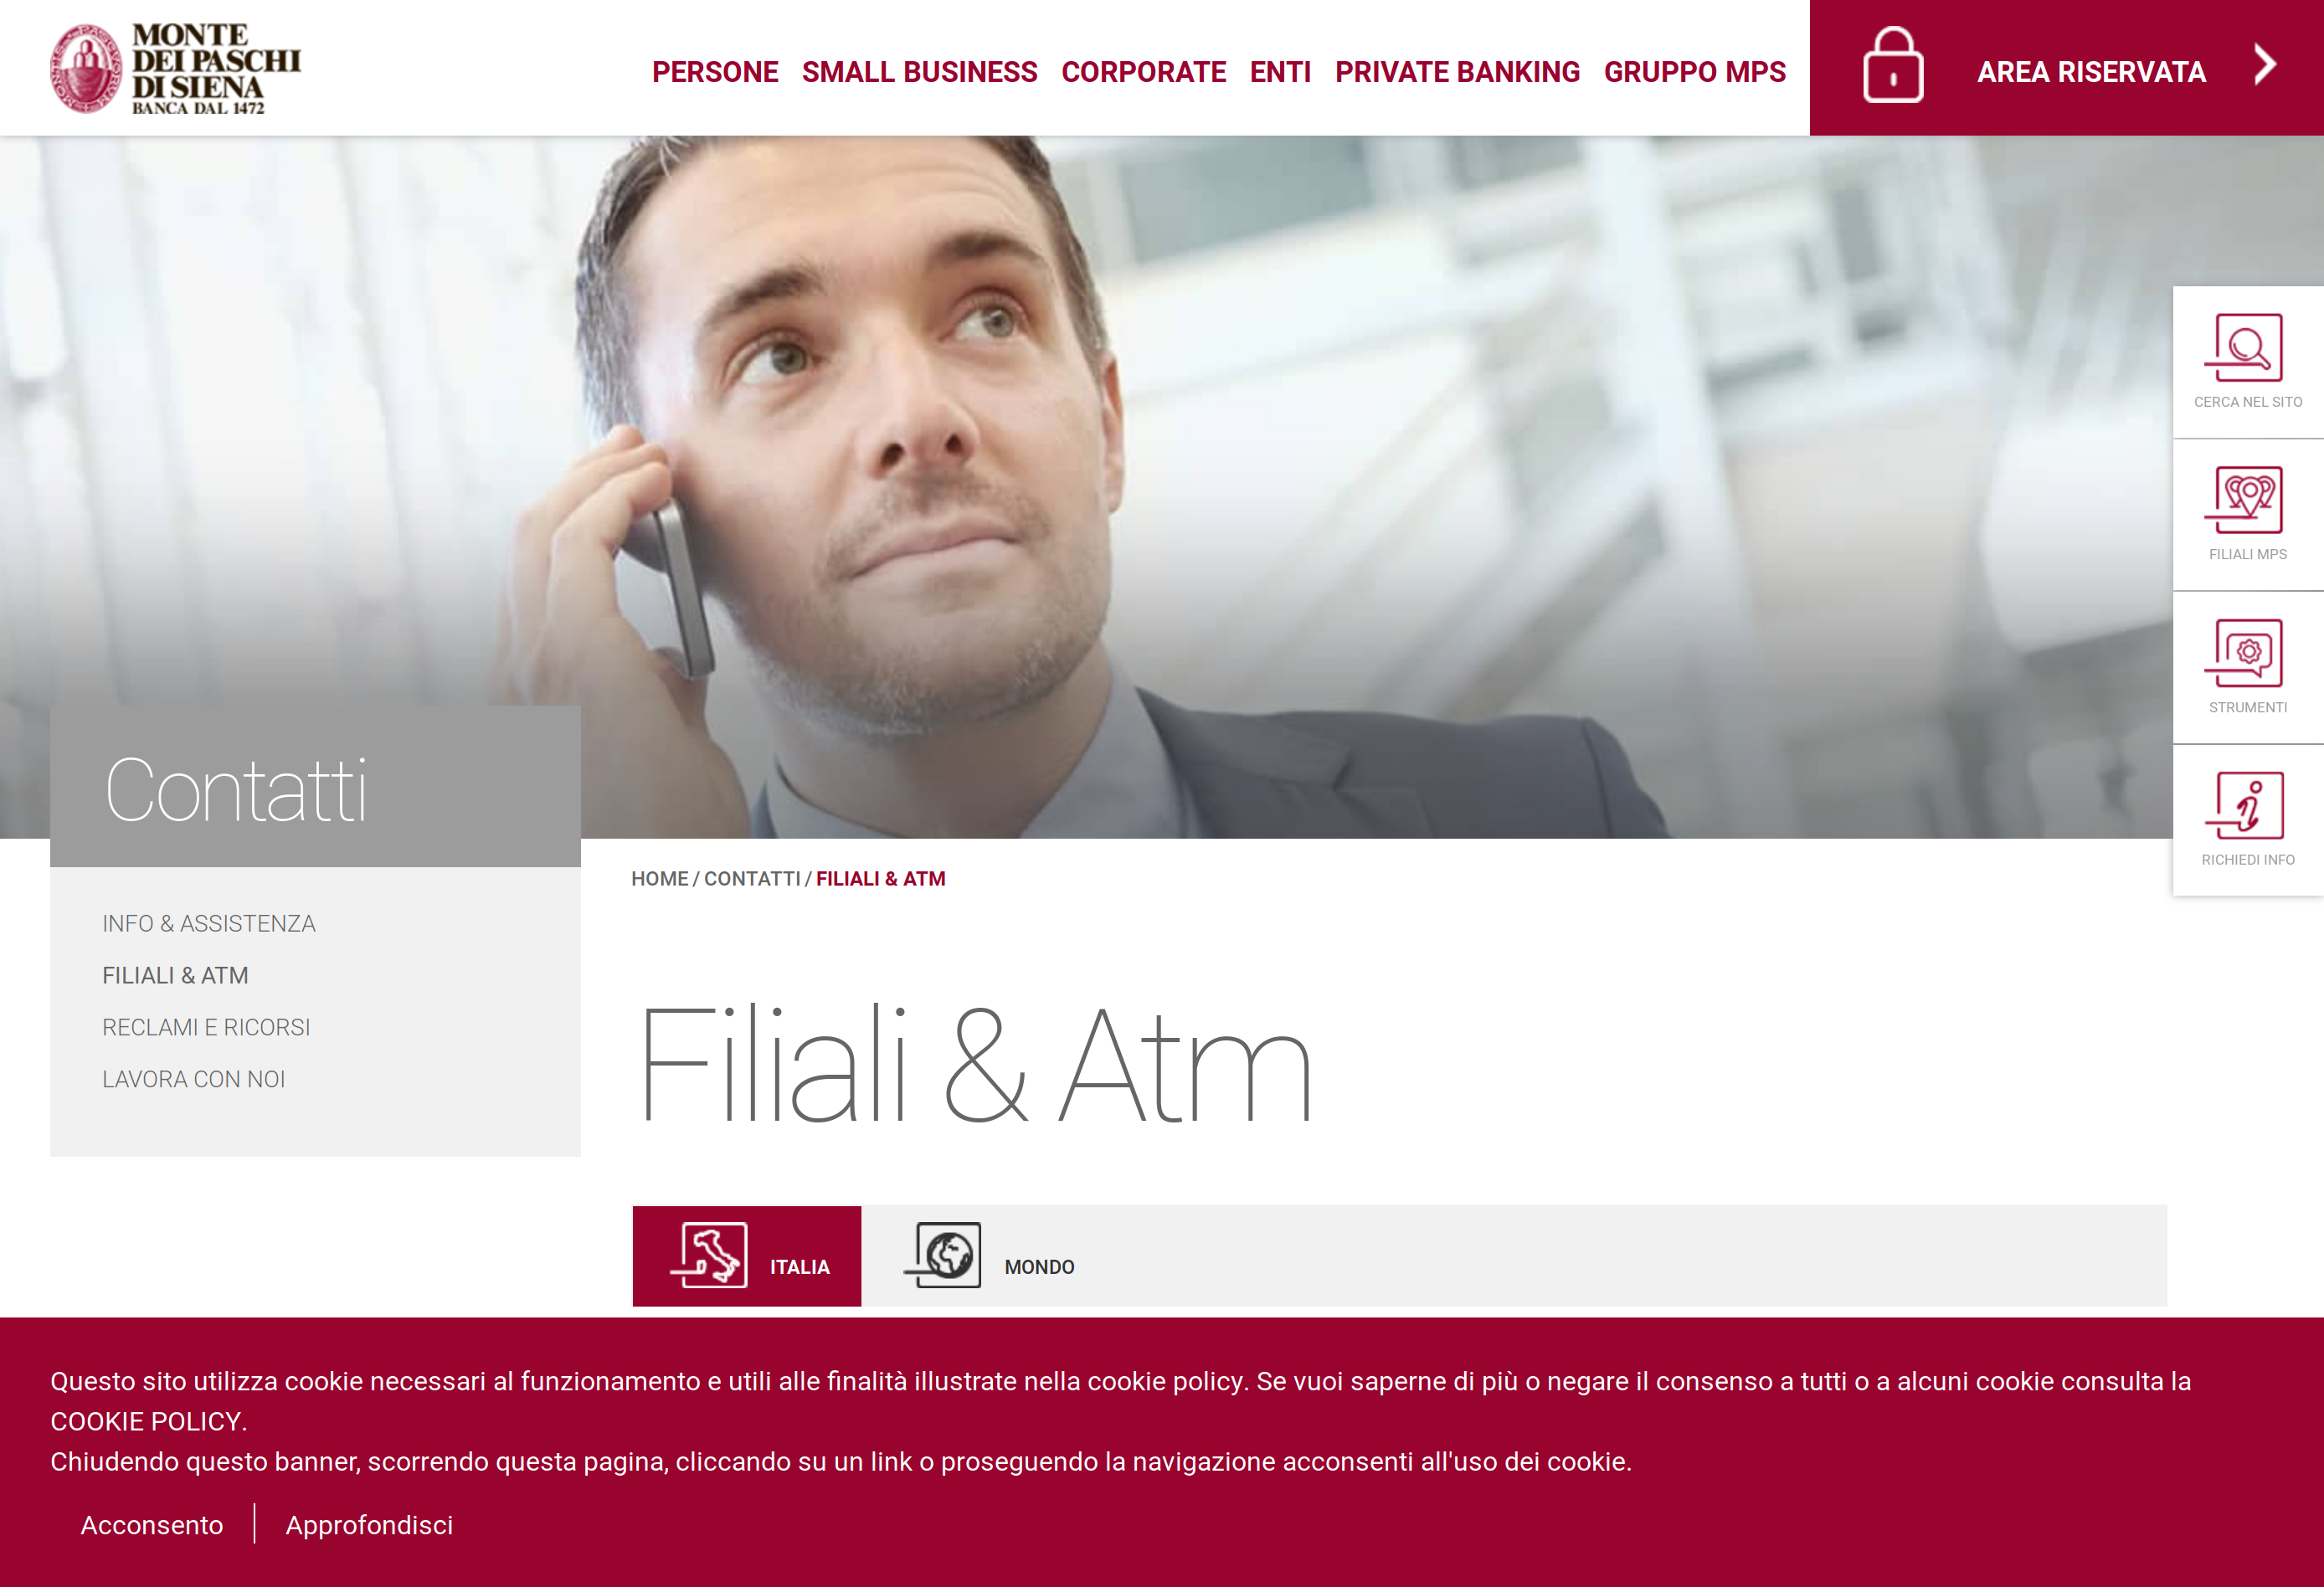 MONTE
DEI PASCHI
DI SIENA
BANCA DAL 1472
PERSONE SMALL BUSINESS CORPORATE ENTI PRIVATE BANKING GRUPPO MPS
AREA RISERVATA
CERCA NEL SITO
FILIALI MPS
STRUMENTI
RICHIEDI INFO
Contatti
INFO & ASSISTENZA
FILIALI & ATM
RECLAMI E RICORSI
LAVORA CON NOI
HOME / CONTATTI / FILIALI & ATM
Filiali & Atm
ITALIA
MONDO
Questo sito utilizza cookie necessari al funzionamento e utili alle finalità illustrate nella cookie policy. Se vuoi saperne di più o negare il consenso a tutti o a alcuni cookie consulta la
COOKIE POLICY.
Chiudendo questo banner, scorrendo questa pagina, cliccando su un link o proseguendo la navigazione acconsenti all'uso dei cookie.
Acconsento
Approfondisci